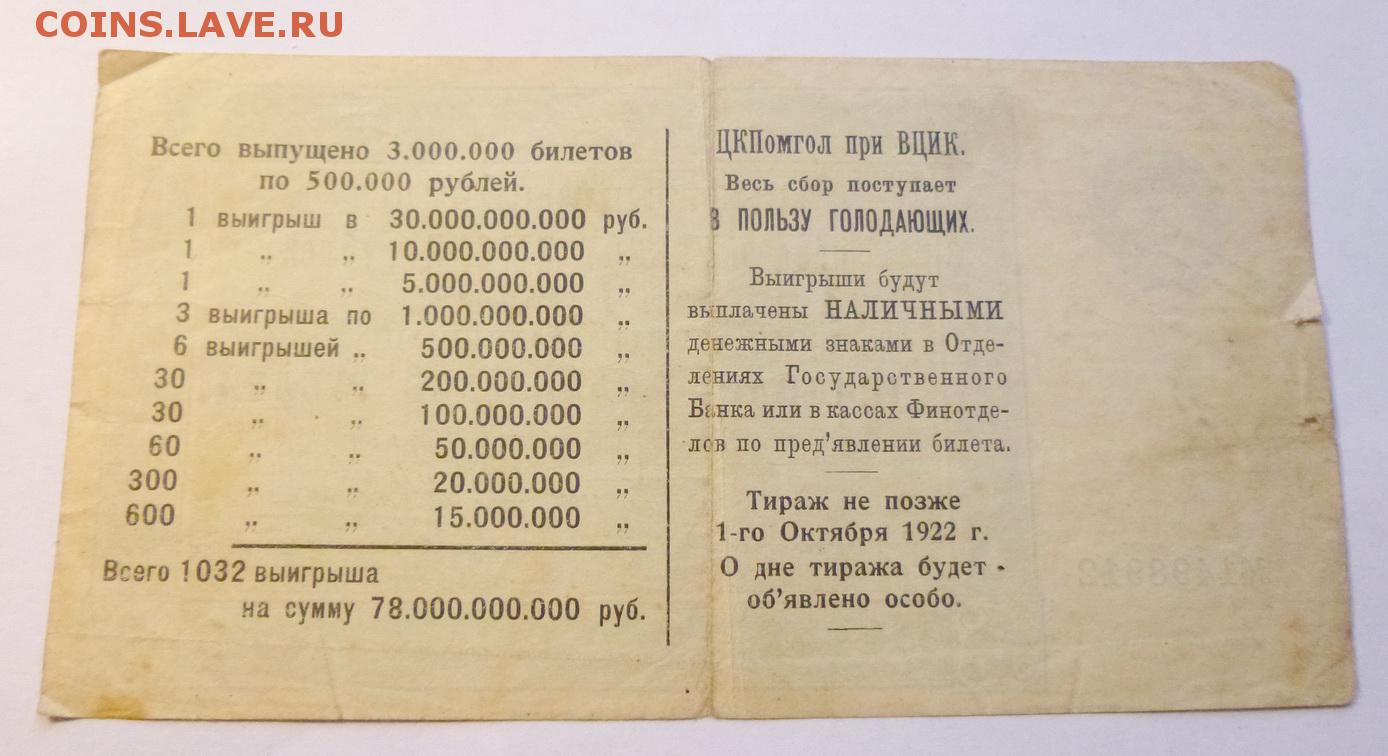 COINS.LAVE.RU
Всего выпущено 3.000.000 билетов
по 500.000 рублей.
1 выигрыш в 30.000.000.000 руб.
1 „ „ 10.000.000.000 „
1 „ „ 5.000.000.000 „
3 выигрыша по 1.000.000.000 „
6 выигрышей „ 500.000.000 „
30 „ „ 200.000.000 „
30 „ „ 100.000.000 „
60 „ „ 50.000.000 „
300 „ „ 20.000.000 „
600 „ „ 15.000.000 „
Всего 1032 выигрыша
на сумму 78.000.000.000 руб.
ЦКПомгол при ВЦИК.
Весь сбор поступает
В ПОЛЬЗУ ГОЛОДАЮЩИХ.
Выигрыши будут
выплачены НАЛИЧНЫМИ
денежными знаками в Отде-
лениях Государственного
Банка или в кассах Финотде-
лов по пред'явлении билета.
Тираж не позже
1-го Октября 1922 г.
О дне тиража будет
об'явлено особо.